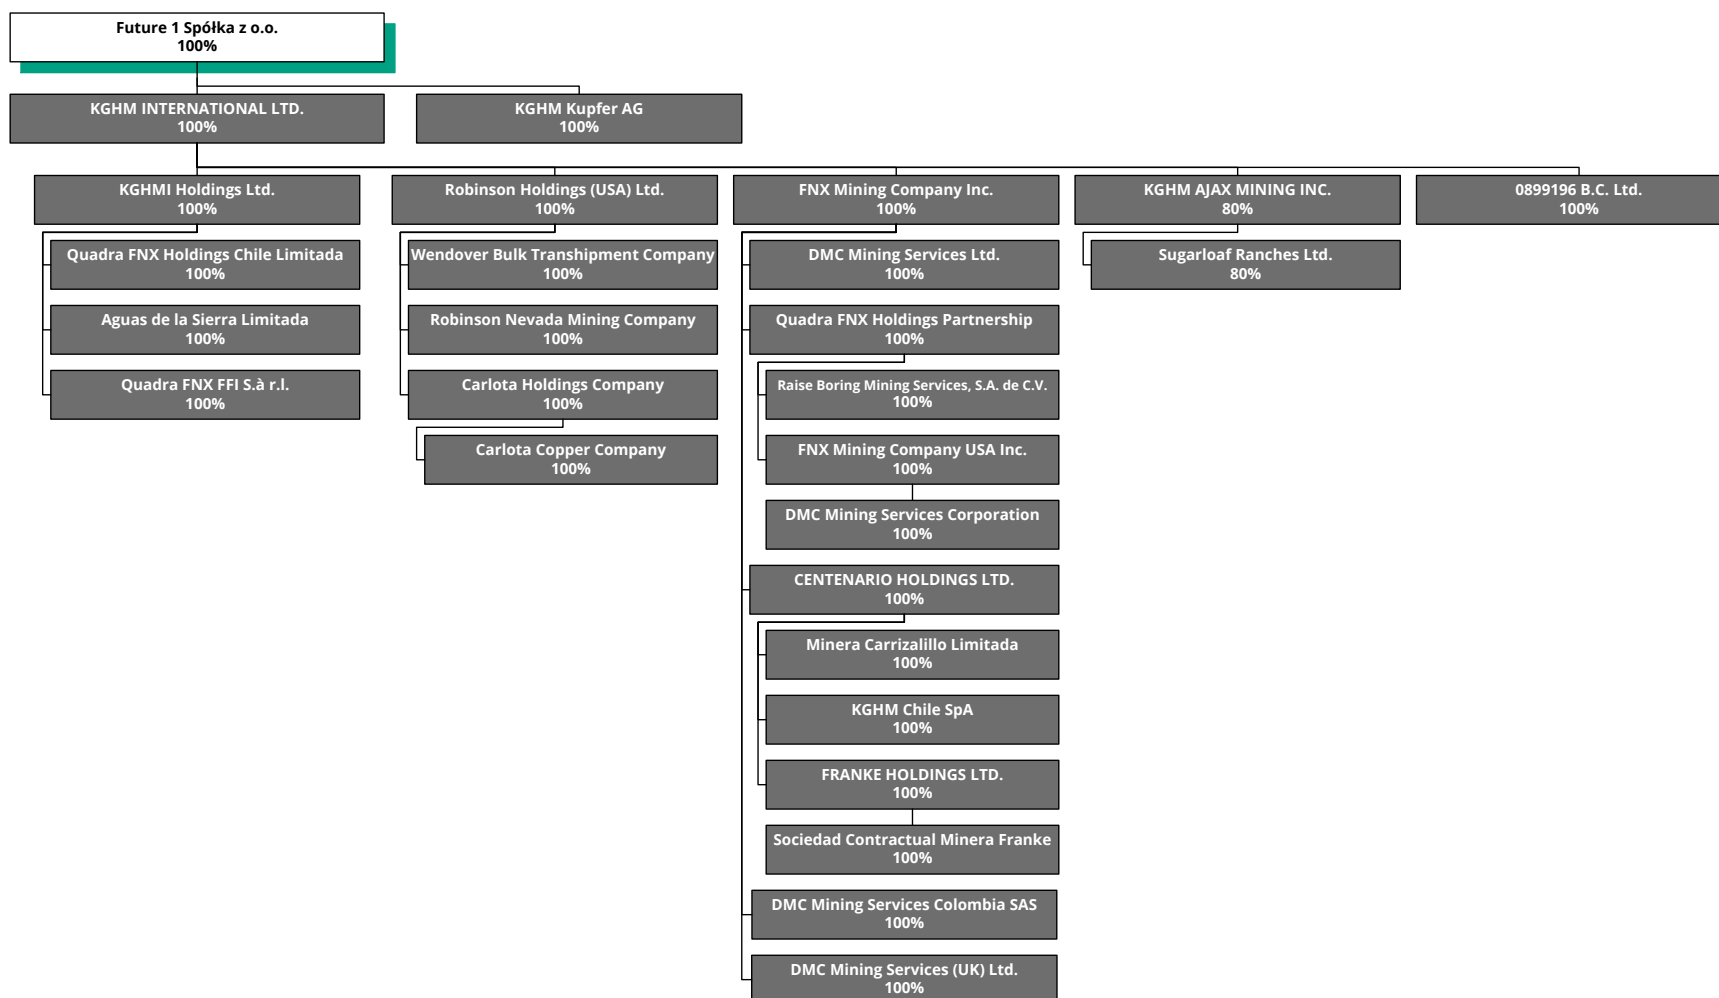 Future 1 Spółka z o.o.
100%
KGHM INTERNATIONAL LTD.
100%
KGHM Kupfer AG
100%
KGHMI Holdings Ltd.
100%
Robinson Holdings (USA) Ltd.
100%
FNX Mining Company Inc.
100%
KGHM AJAX MINING INC.
80%
0899196 B.C. Ltd.
100%
Quadra FNX Holdings Chile Limitada
100%
Aguas de la Sierra Limitada
100%
Quadra FNX FFI S.à r.l.
100%
Wendover Bulk Transhipment Company
100%
Robinson Nevada Mining Company
100%
Carlota Holdings Company
100%
Carlota Copper Company
100%
DMC Mining Services Ltd.
100%
Quadra FNX Holdings Partnership
100%
Raise Boring Mining Services, S.A. de C.V.
100%
FNX Mining Company USA Inc.
100%
DMC Mining Services Corporation
100%
CENTENARIO HOLDINGS LTD.
100%
Minera Carrizalillo Limitada
100%
KGHM Chile SpA
100%
FRANKE HOLDINGS LTD.
100%
Sociedad Contractual Minera Franke
100%
DMC Mining Services Colombia SAS
100%
DMC Mining Services (UK) Ltd.
100%
Sugarloaf Ranches Ltd.
80%